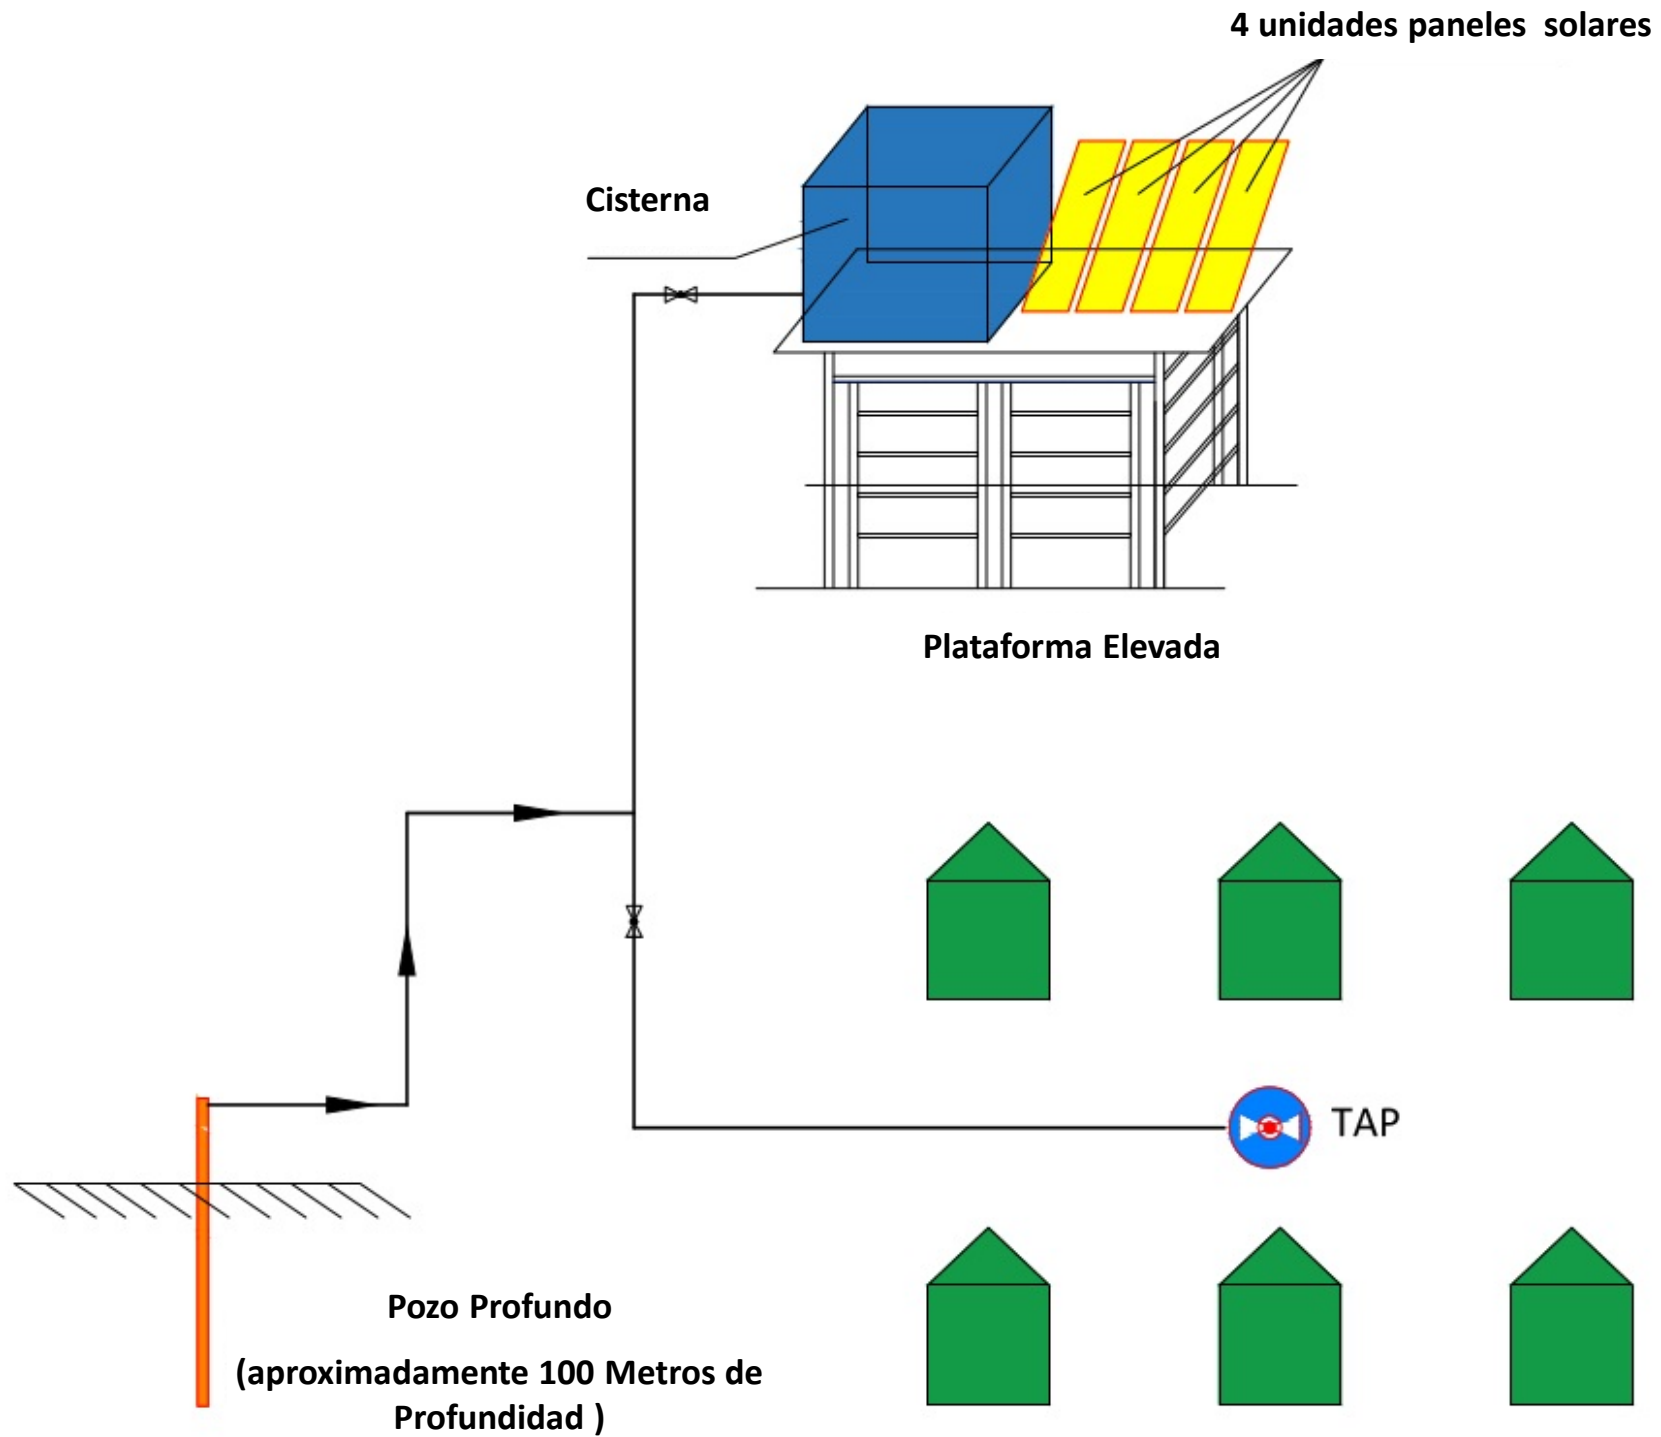 4 unidades paneles solares
Cisterna
Plataforma Elevada
TAP
Pozo Profundo
(aproximadamente 100 Metros de
Profundidad )